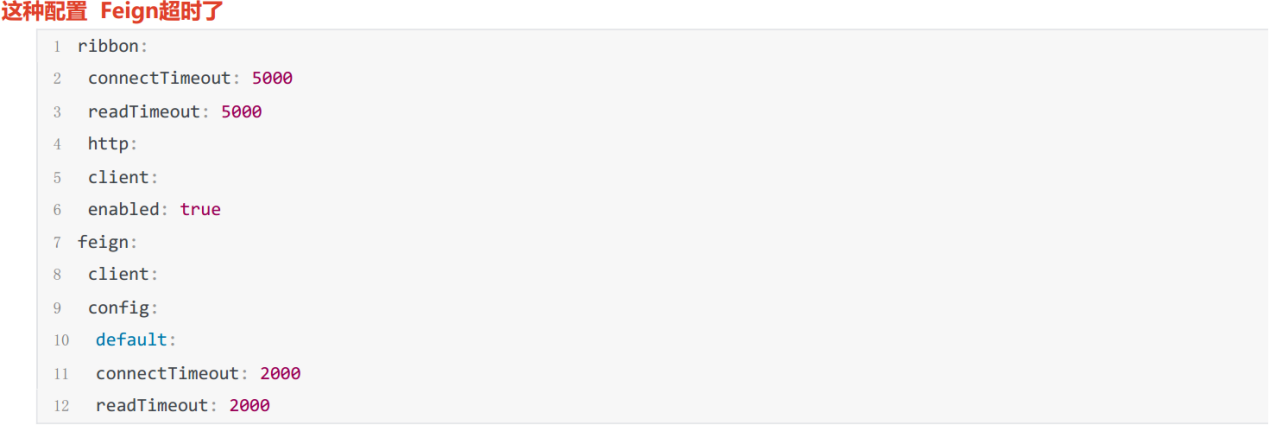 这种配置 Feign超时了
1 ribbon:
2 connectTimeout: 5000
3 readTimeout: 5000
4 http:
5 client:
6 enabled: true
7 feign:
8 client:
9 config:
10 default:
11 connectTimeout: 2000
12 readTimeout: 2000